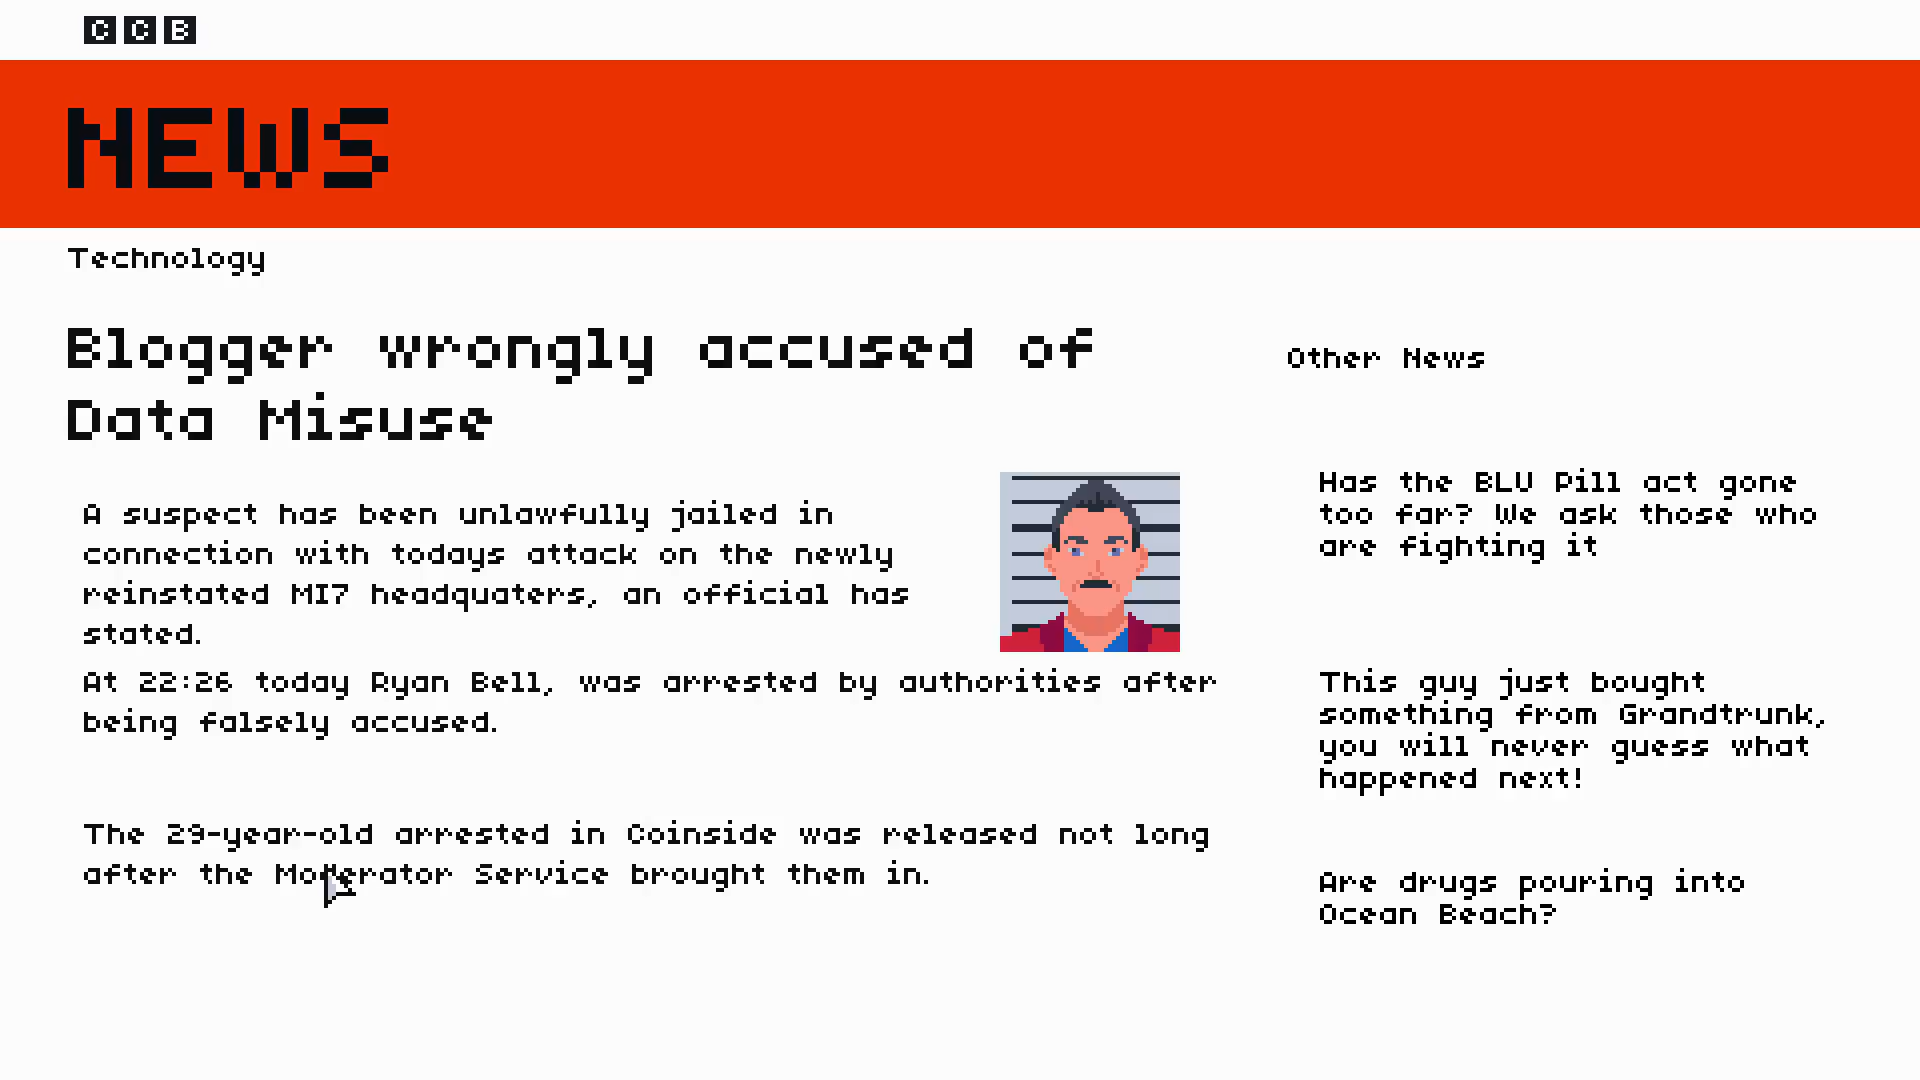 CCB
NEWS
Technology
Blogger wrongly accused of
Data Misuse
A suspect has been unlawfully jailed in
connection with todays attack on the newly
reinstated MI7 headquaters, an official has
stated.
At 22:26 today Ryan Bell, was arrested by authorities after
being falsely accused.
The 29-year-old arrested in Coinside was released not long
after the Moderator Service brought them in.
Other News
Has the BLU Pill act gone
too far? We ask those who
are fighting it
This guy just bought
something from Grandtrunk,
you will never guess what
happened next!
Are drugs pouring into
Ocean Beach?